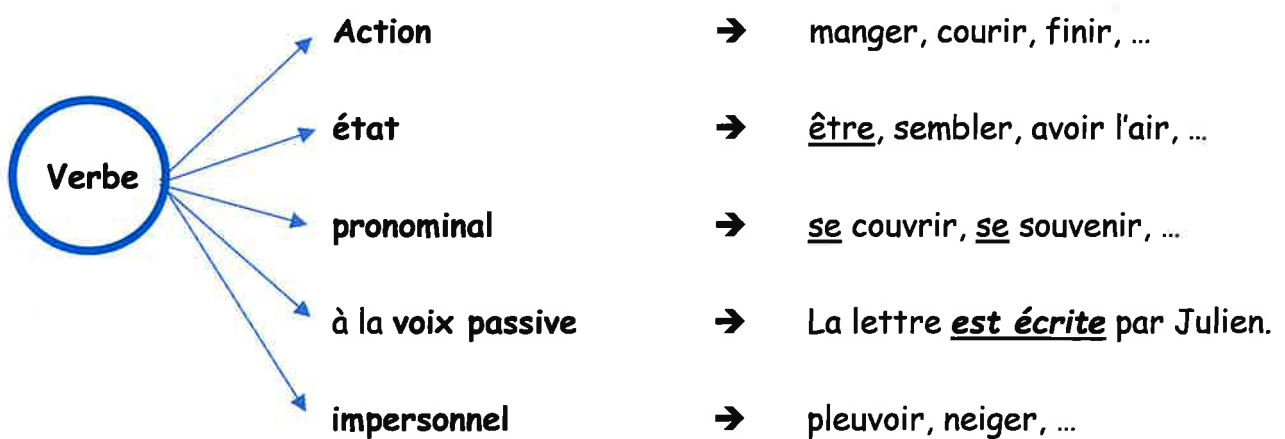 Action → manger, courir, finir, ...
état → être, sembler, avoir l'air, ...
Verbe
pronominal → se couvrir, se souvenir, ...
à la voix passive → La lettre est écrite par Julien.
impersonnel → pleuvoir, neiger, ...